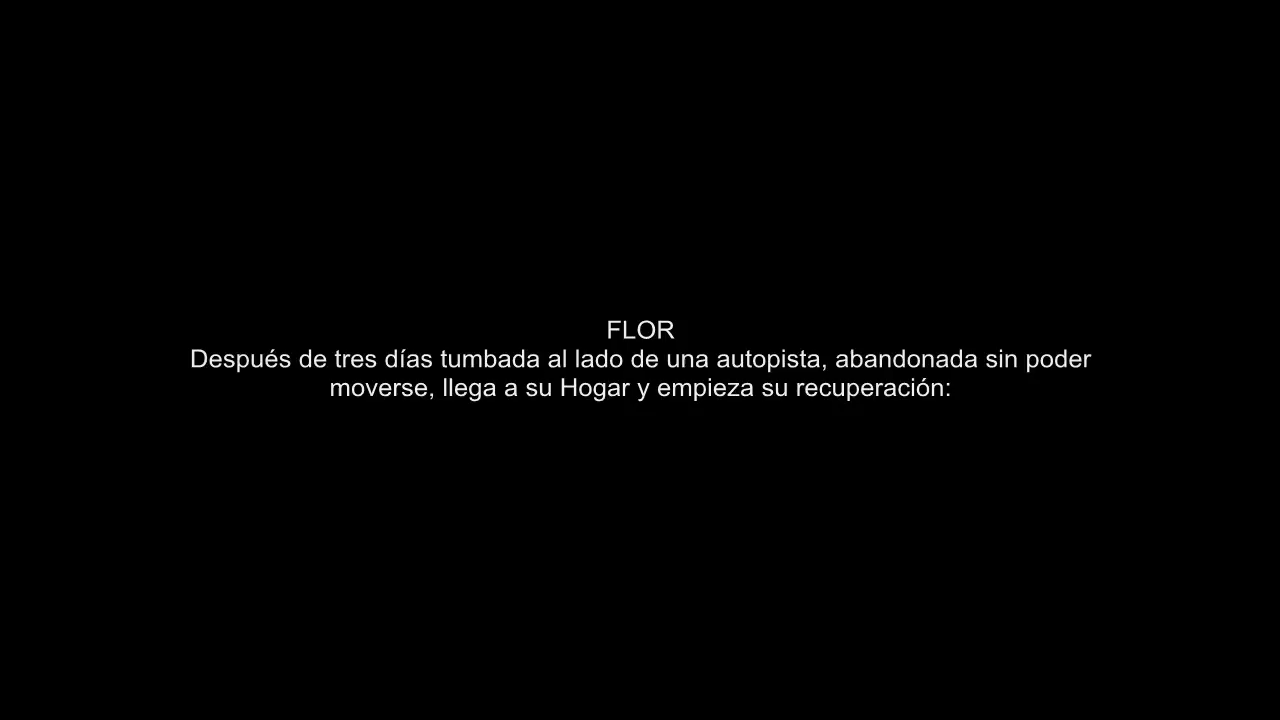 FLOR
Después de tres días tumbada al lado de una autopista, abandonada sin poder
moverse, llega a su Hogar y empieza su recuperación: